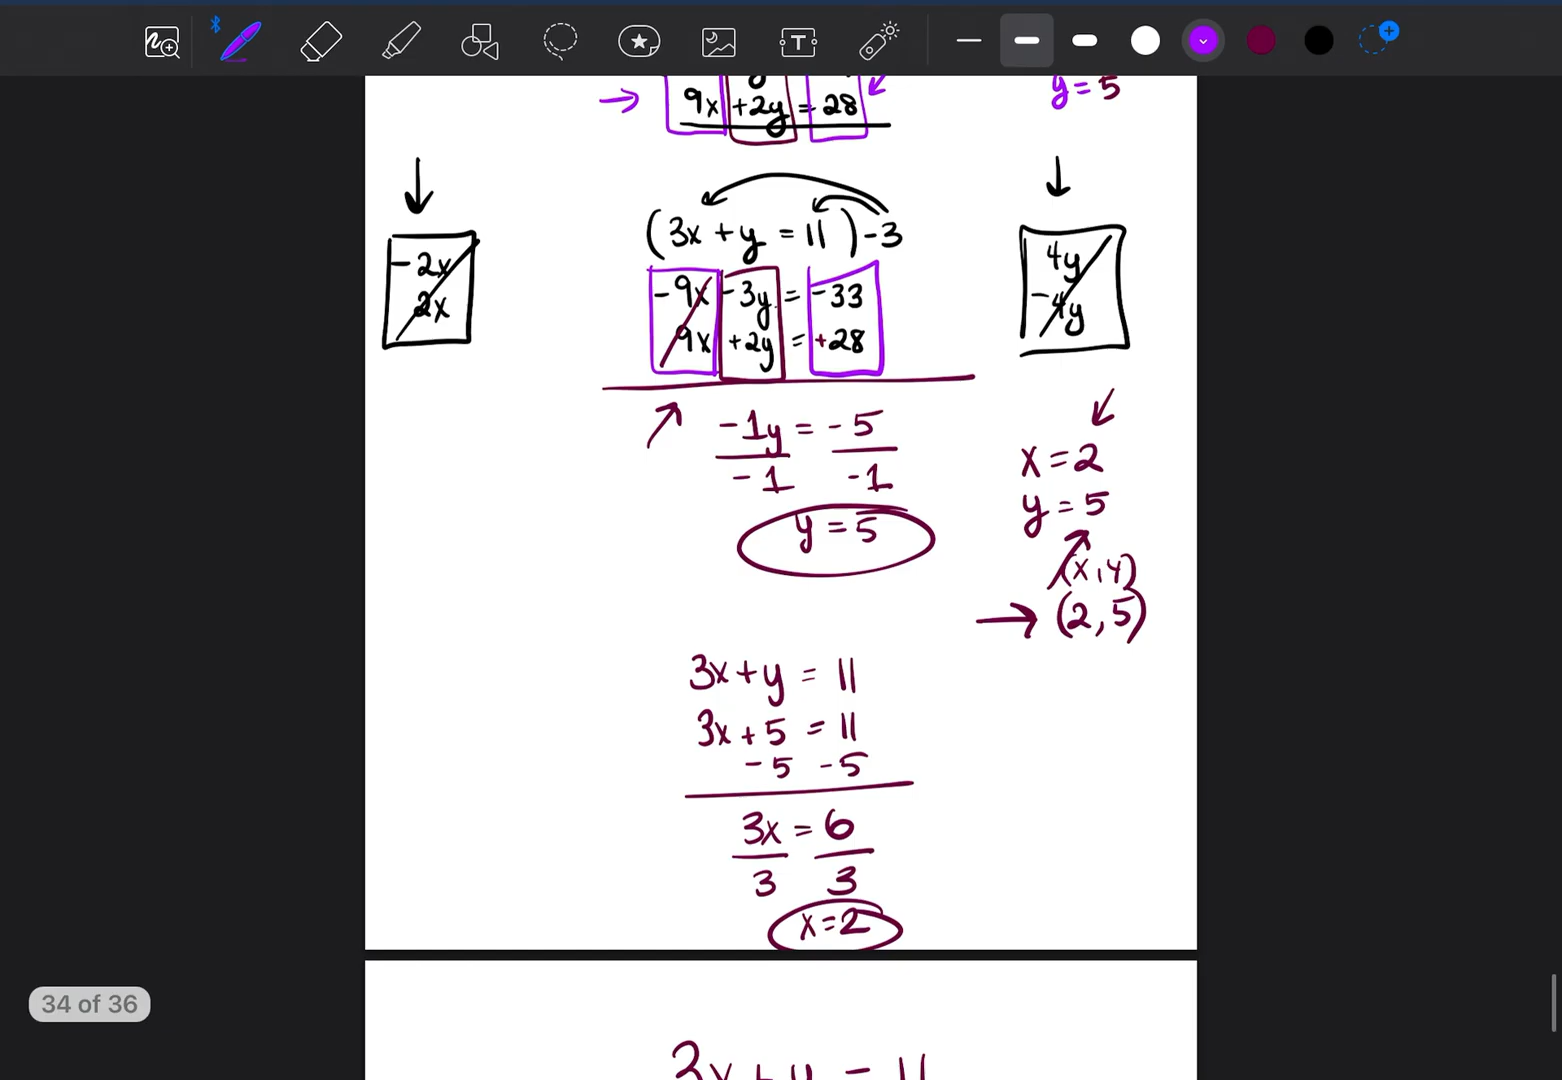 9x +2y = 28
y = 5
(3x + y = 11) -3
-2x
2x
4y
-4y
-9x -3y = -33
9x +2y = +28
-1y = -5
-1 -1
y = 5
x = 2
y = 5
(x, y)
(2, 5)
3x + y = 11
3x + 5 = 11
-5 -5
3x = 6
3 3
x = 2
34 of 36
3x + y = 11